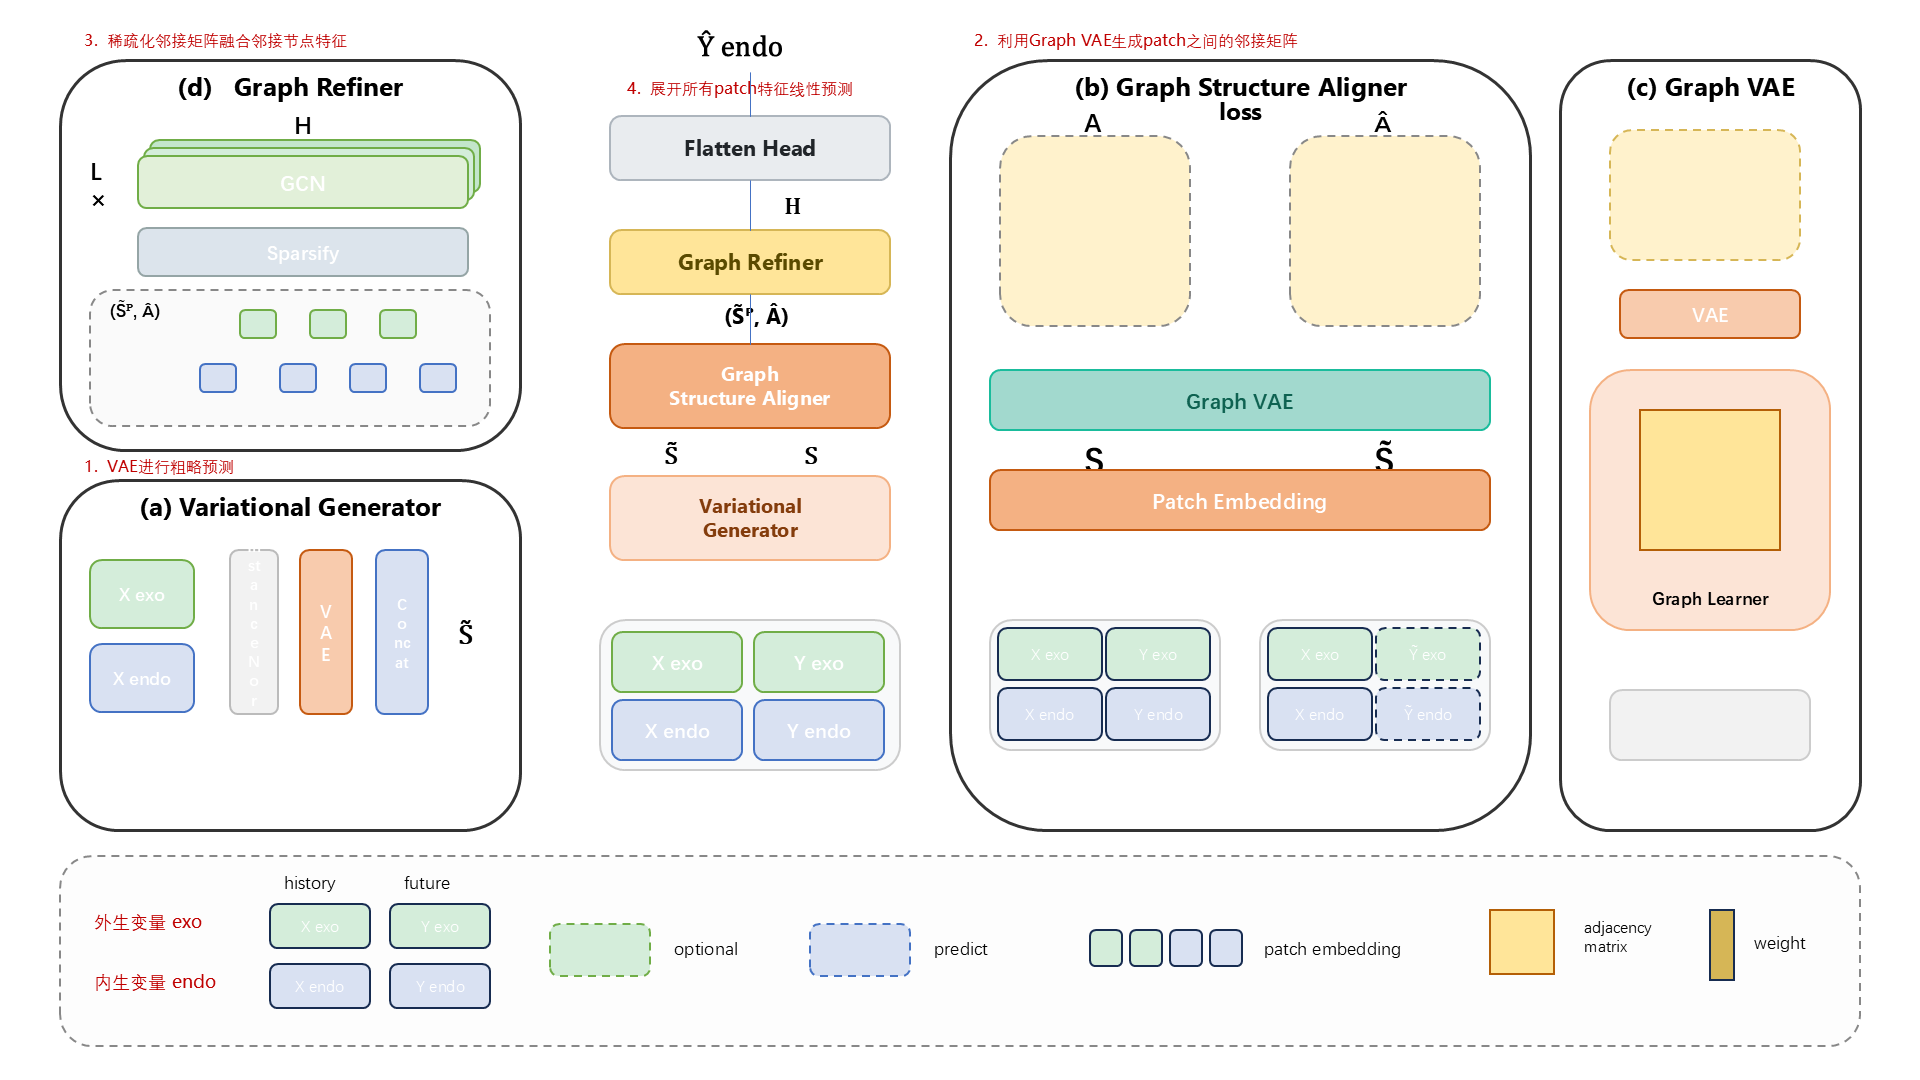 3. 稀疏化邻接矩阵融合邻接节点特征
(d) Graph Refiner
H
L
×
GCN
Sparsify
(S̃ᴾ, Â)
1. VAE进行粗略预测
(a) Variational Generator
X exo
X endo
st
a
n
c
e
N
o
r
V
A
E
C
o
nc
at
S̃
Ŷ endo
4. 展开所有patch特征线性预测
Flatten Head
H
Graph Refiner
(S̃ᴾ, Â)
Graph
Structure Aligner
S̃ S
Variational
Generator
X exo Y exo
X endo Y endo
2. 利用Graph VAE生成patch之间的邻接矩阵
(b) Graph Structure Aligner
loss
A Â
Graph VAE
S S̃
Patch Embedding
X exo Y exo X exo Ỹ exo
X endo Y endo X endo Ỹ endo
(c) Graph VAE
VAE
Graph Learner
history future
外生变量 exo X exo Y exo
内生变量 endo X endo Y endo
optional
predict
patch embedding
adjacency
matrix
weight